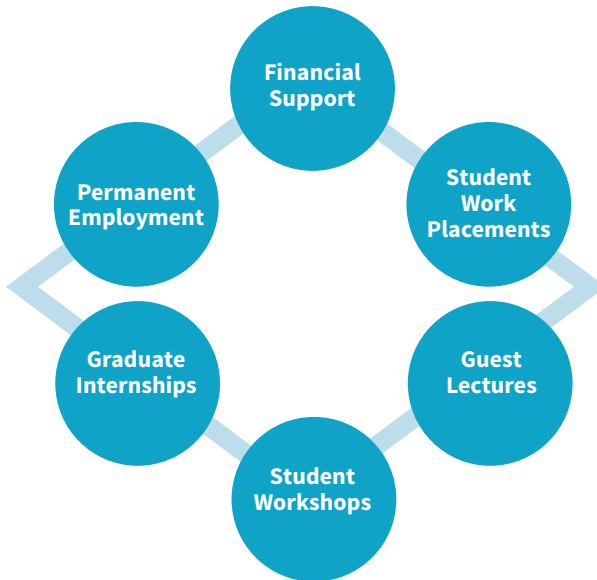 Financial
Support
Permanent
Employment
Student
Work
Placements
Graduate
Internships
Guest
Lectures
Student
Workshops